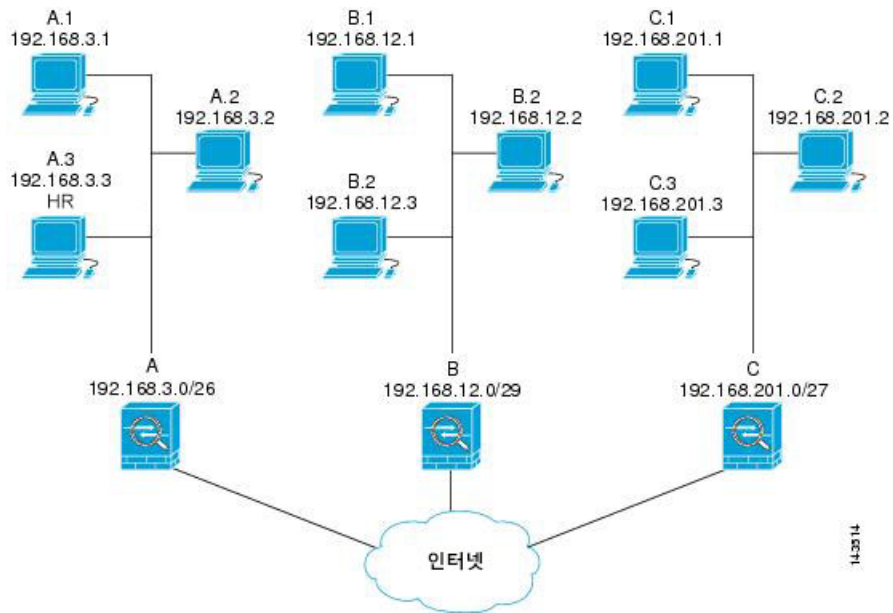 A.1
192.168.3.1
A.2
192.168.3.2
A.3
192.168.3.3
HR
B.1
192.168.12.1
B.2
192.168.12.2
B.2
192.168.12.3
C.1
192.168.201.1
C.2
192.168.201.2
C.3
192.168.201.3
A
192.168.3.0/26
B
192.168.12.0/29
C
192.168.201.0/27
인터넷
143514